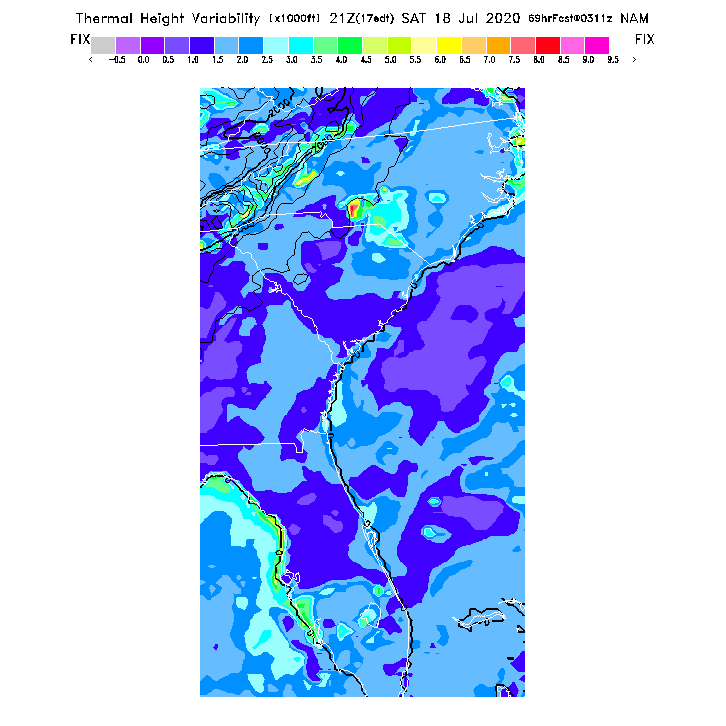 Thermal Height Variability [x1000ft] 21Z(17edt) SAT 18 Jul 2020 69hrFcst@0311z NAM
FIX FIX
< -0.5 0.0 0.5 1.0 1.5 2.0 2.5 3.0 3.5 4.0 4.5 5.0 5.5 6.0 6.5 7.0 7.5 8.0 8.5 9.0 9.5 >